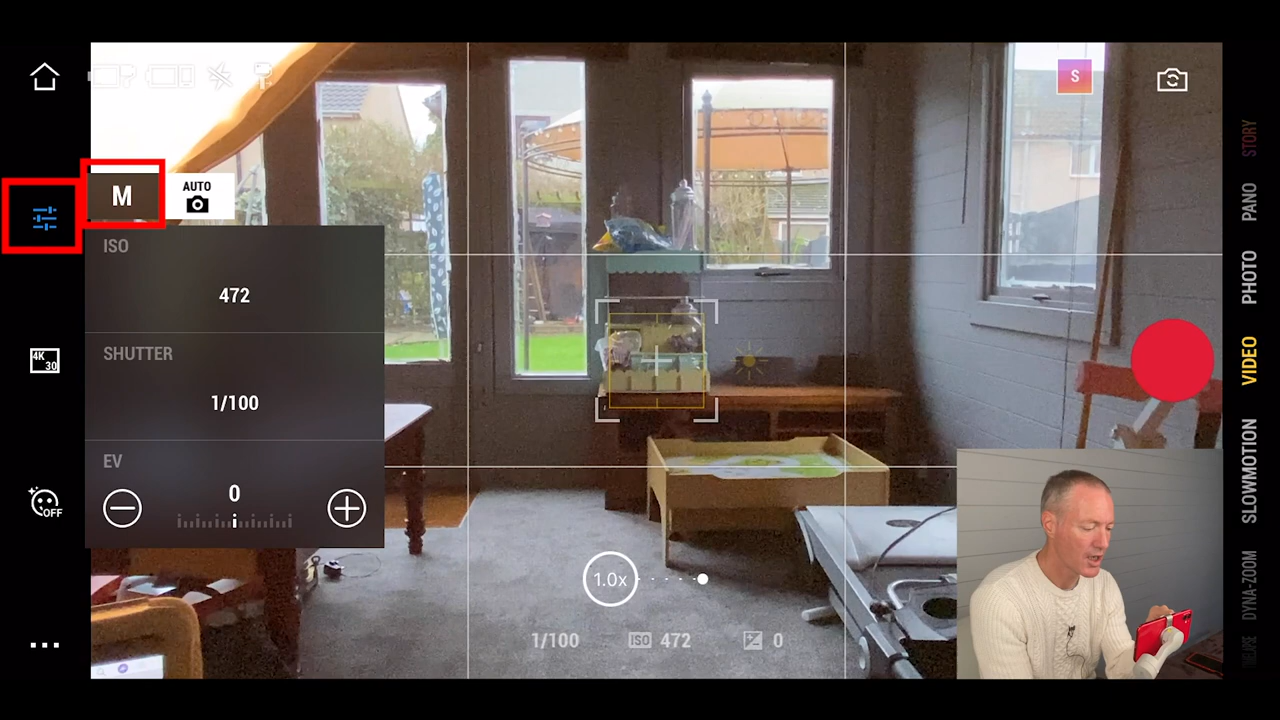 S
STORY
M
AUTO
PANO
ISO
472
PHOTO
SHUTTER
4K
30
VIDEO
1/100
EV
0
SLOWMOTION
OFF
1.0x
DYNA-ZOOM
1/100
ISO 472
0